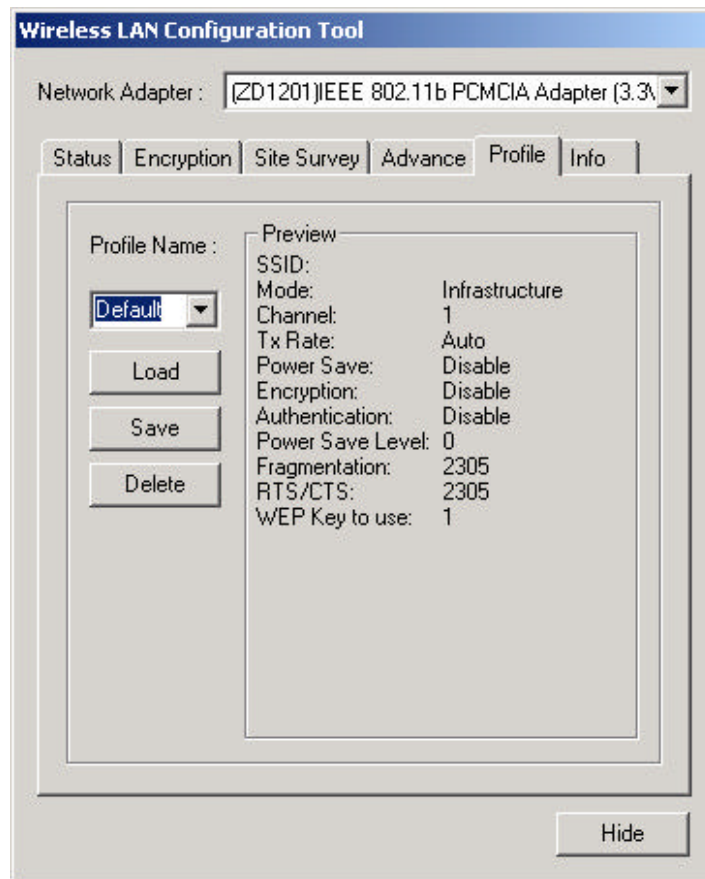 Wireless LAN Configuration Tool
Network Adapter : (ZD1201)IEEE 802.11b PCMCIA Adapter (3.3V
Status Encryption Site Survey Advance Profile Info
Profile Name :
Default
Load
Save
Delete
Preview
SSID:
Mode: Infrastructure
Channel: 1
Tx Rate: Auto
Power Save: Disable
Encryption: Disable
Authentication: Disable
Power Save Level: 0
Fragmentation: 2305
RTS/CTS: 2305
WEP Key to use: 1
Hide